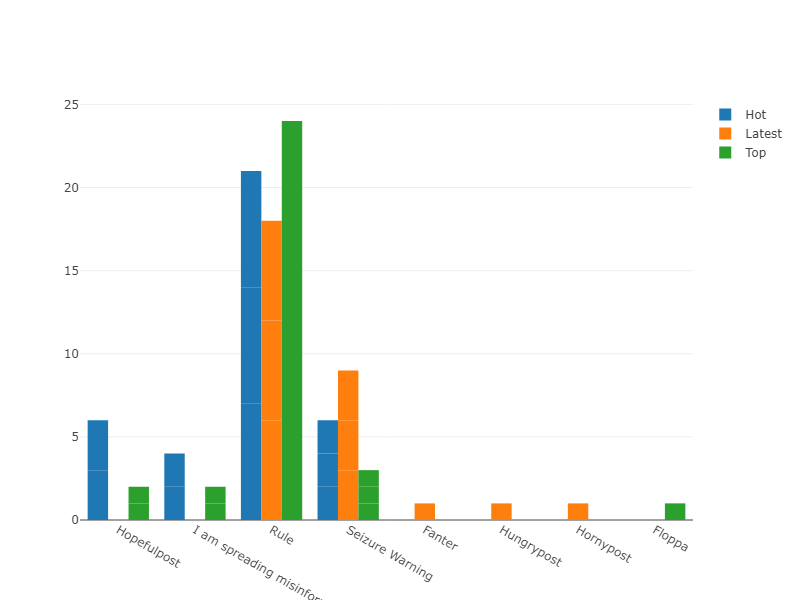 25
20
15
10
5
0
Hot
Latest
Top
Hopefulpost
I am spreading
Rule
Seizure Warning
Fanter
Hungrypost
Hornypost
Floppa